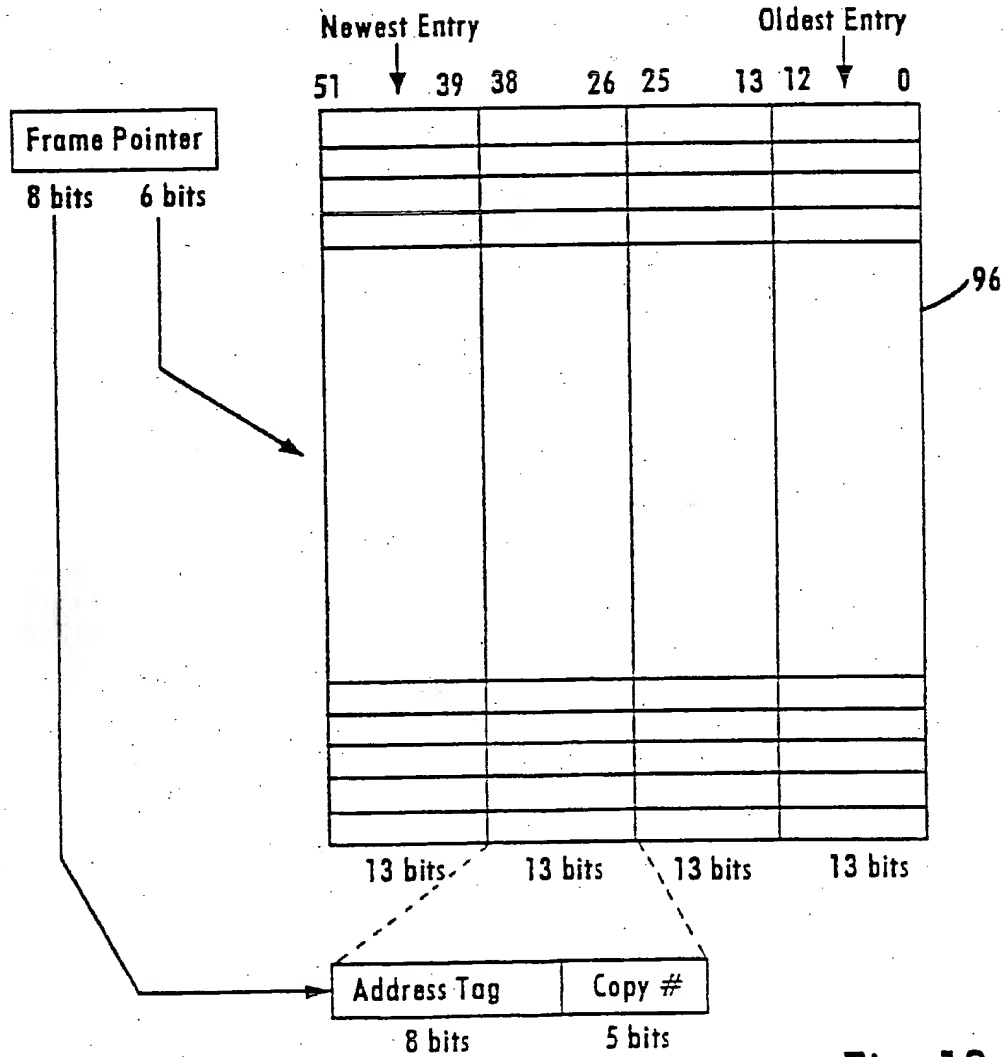 Newest Entry Oldest Entry
51 39 38 26 25 13 12 0
Frame Pointer
8 bits 6 bits
96
13 bits 13 bits 13 bits 13 bits
Address Tag Copy #
8 bits 5 bits